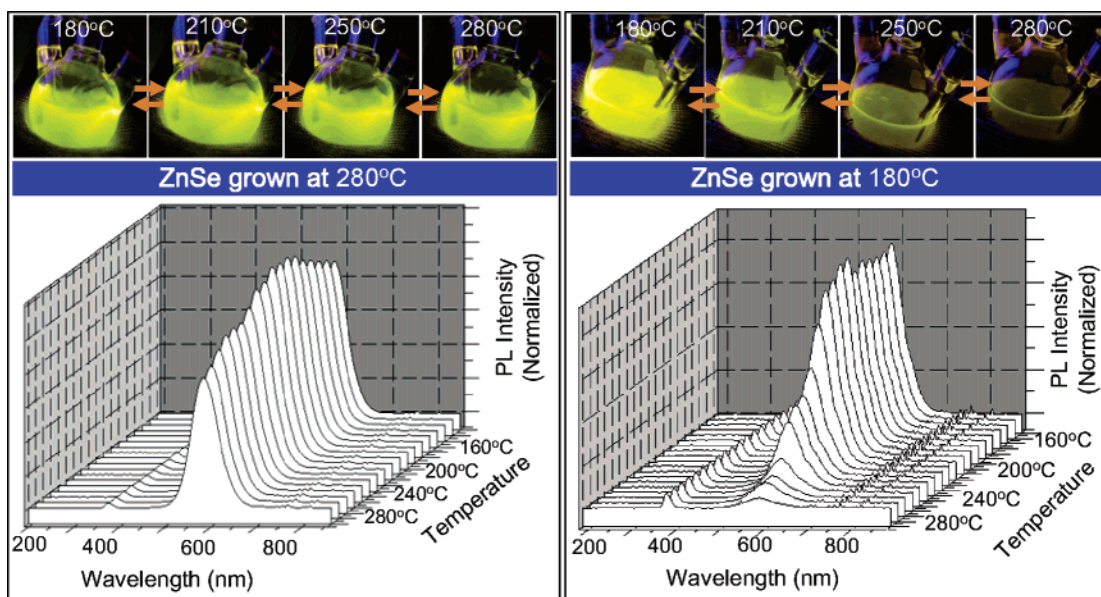 180°C 210°C 250°C 280°C
ZnSe grown at 280°C
PL Intensity
(Normalized)
160°C
200°C
240°C
280°C
Temperature
200 400 600 800
Wavelength (nm)
180°C 210°C 250°C 280°C
ZnSe grown at 180°C
PL Intensity
(Normalized)
160°C
200°C
240°C
280°C
Temperature
200 400 600 800
Wavelength (nm)